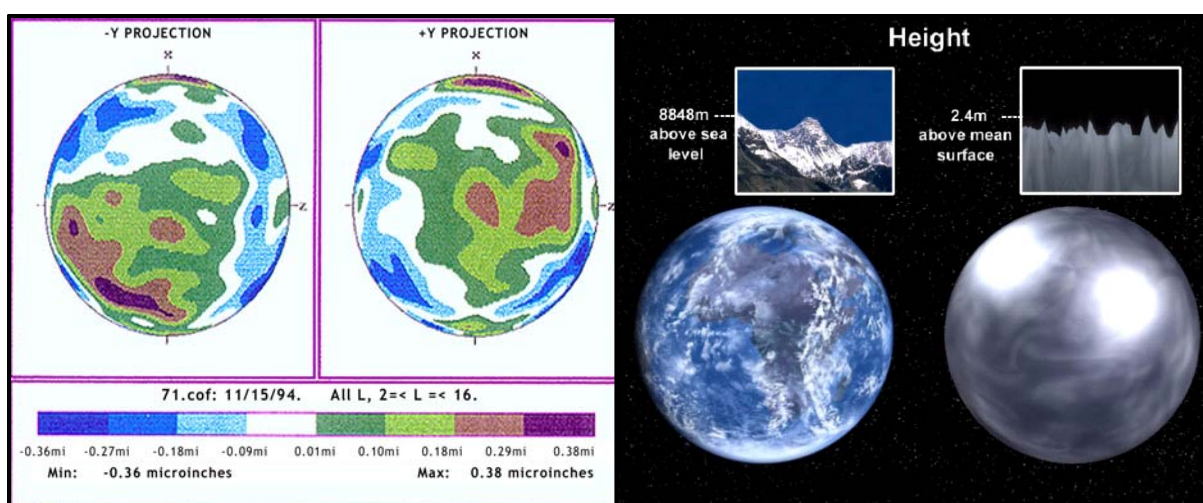 -Y PROJECTION
+Y PROJECTION
X
X
Z
Z
71.cof: 11/15/94. All L, 2=< L =< 16.
-0.36mi -0.27mi -0.18mi -0.09mi 0.01mi 0.10mi 0.18mi 0.29mi 0.38mi
Min: -0.36 microinches Max: 0.38 microinches
Height
8848m
above sea
level
2.4m
above mean
surface